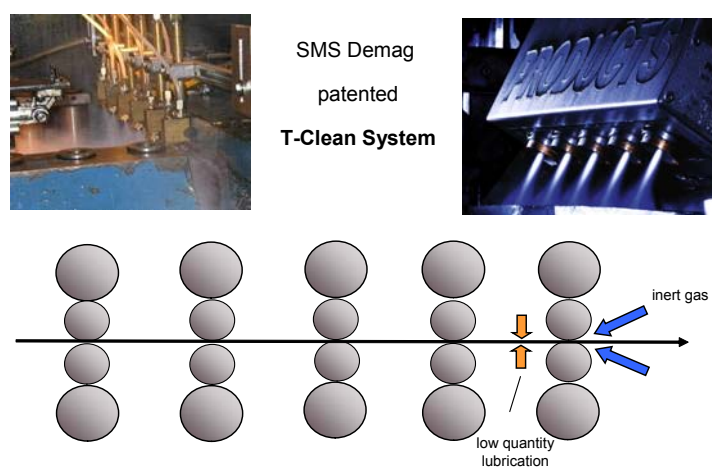 SMS Demag
patented
T-Clean System
PRODUCTS
inert gas
low quantity
lubrication